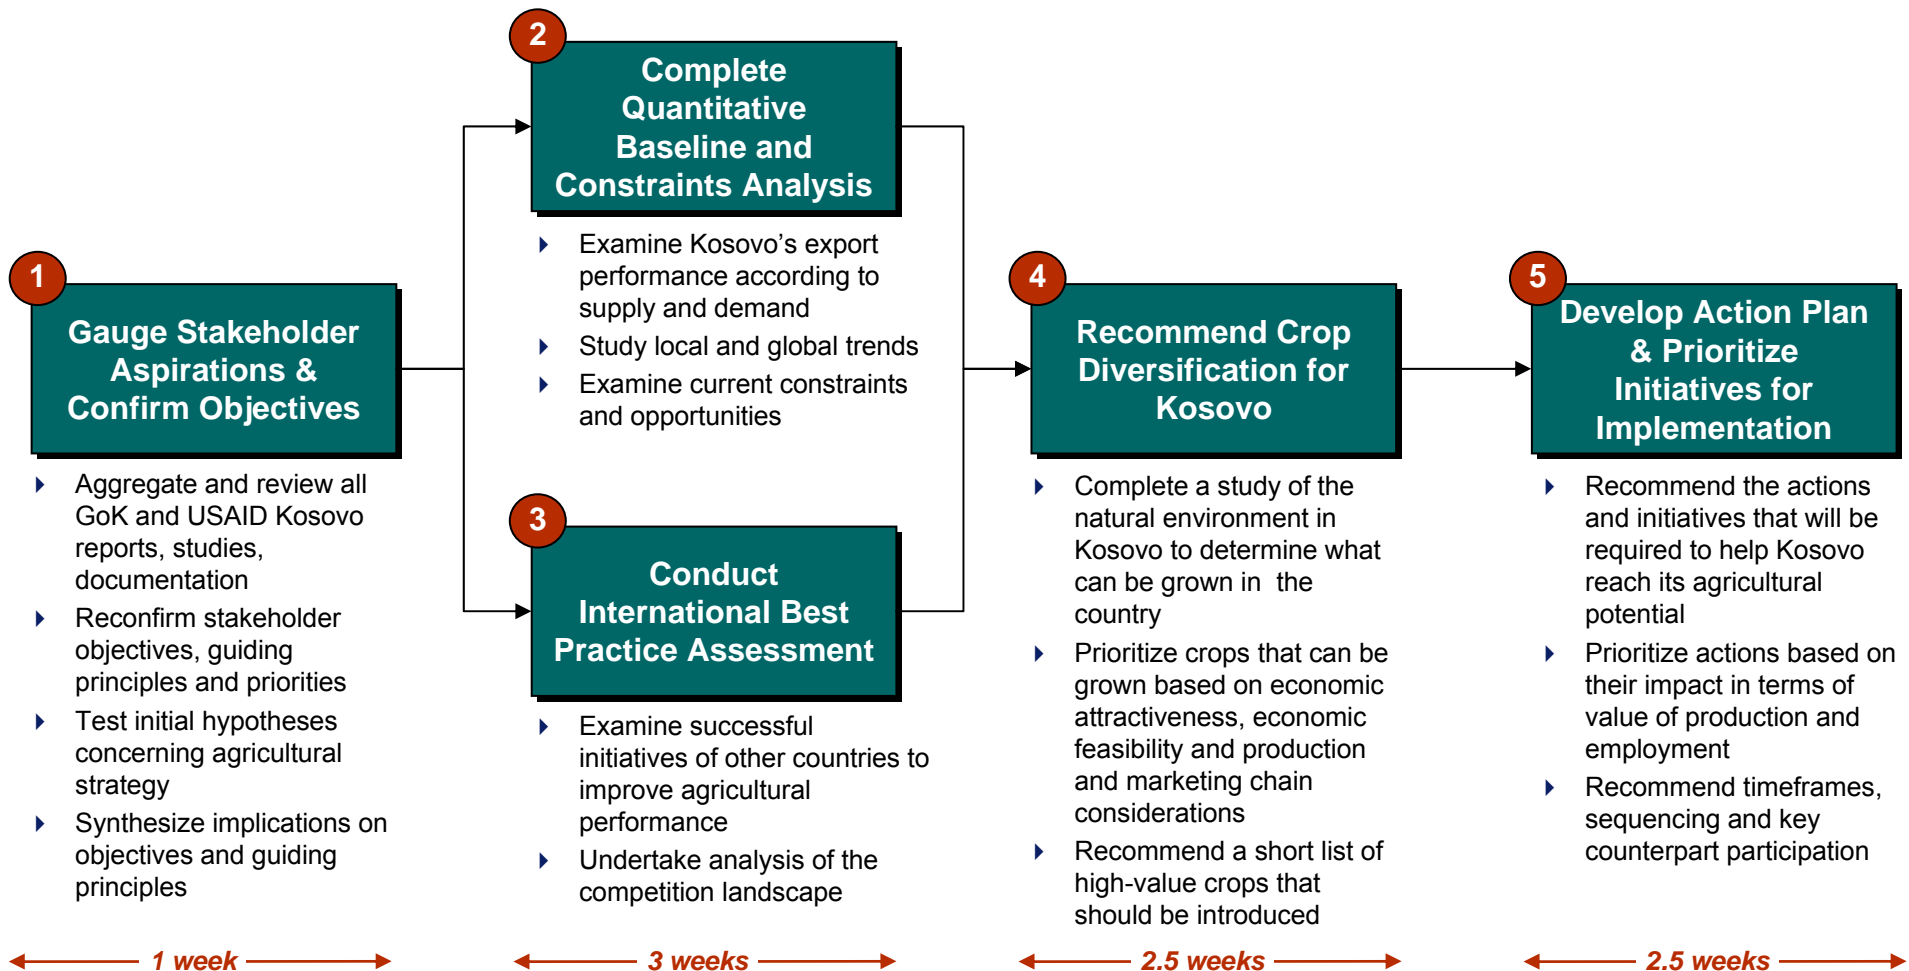 1
Gauge Stakeholder
Aspirations &
Confirm Objectives
Aggregate and review all
GoK and USAID Kosovo
reports, studies,
documentation
Reconfirm stakeholder
objectives, guiding
principles and priorities
Test initial hypotheses
concerning agricultural
strategy
Synthesize implications on
objectives and guiding
principles
1 week
2
Complete
Quantitative
Baseline and
Constraints Analysis
Examine Kosovo’s export
performance according to
supply and demand
Study local and global trends
Examine current constraints
and opportunities
3
Conduct
International Best
Practice Assessment
Examine successful
initiatives of other countries to
improve agricultural
performance
Undertake analysis of the
competition landscape
3 weeks
4
Recommend Crop
Diversification for
Kosovo
Complete a study of the
natural environment in
Kosovo to determine what
can be grown in  the
country
Prioritize crops that can be
grown based on economic
attractiveness, economic
feasibility and production
and marketing chain
considerations
Recommend a short list of
high-value crops that
should be introduced
2.5 weeks
5
Develop Action Plan
& Prioritize
Initiatives for
Implementation
Recommend the actions
and initiatives that will be
required to help Kosovo
reach its agricultural
potential
Prioritize actions based on
their impact in terms of
value of production and
employment
Recommend timeframes,
sequencing and key
counterpart participation
2.5 weeks